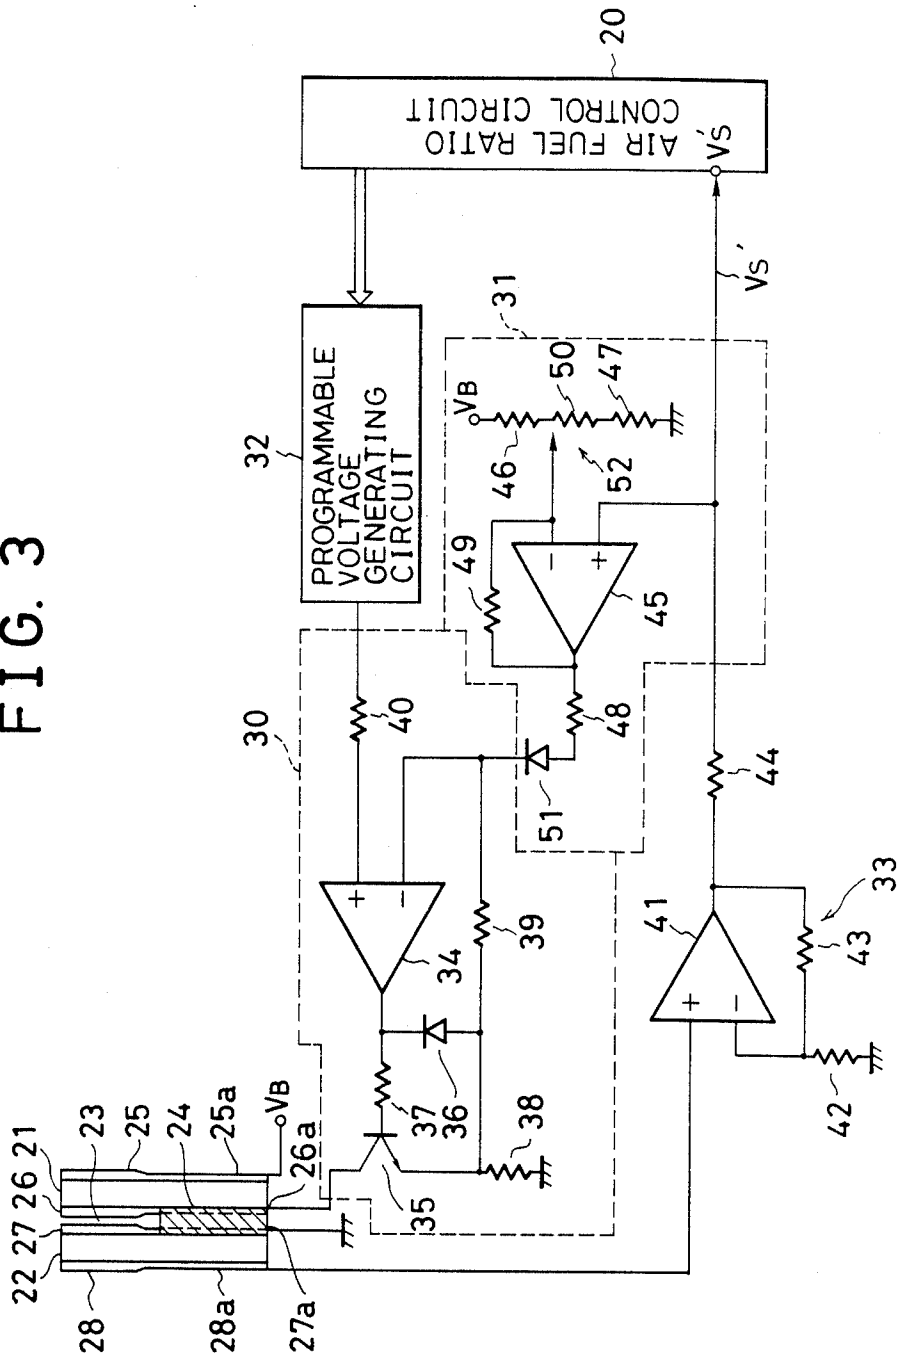 FIG. 3
20
AIR FUEL RATIO
CONTROL CIRCUIT
Vs'
Vs'
32
PROGRAMMABLE
VOLTAGE
GENERATING
CIRCUIT
31
VB
46
50
47
52
49
45
48
51
40
30
34
39
37
36
38
35
44
41
33
43
42
+
−
+
−
+
−
21
26
27
22
23
25
24
25a
26a
VB
28
28a
27a